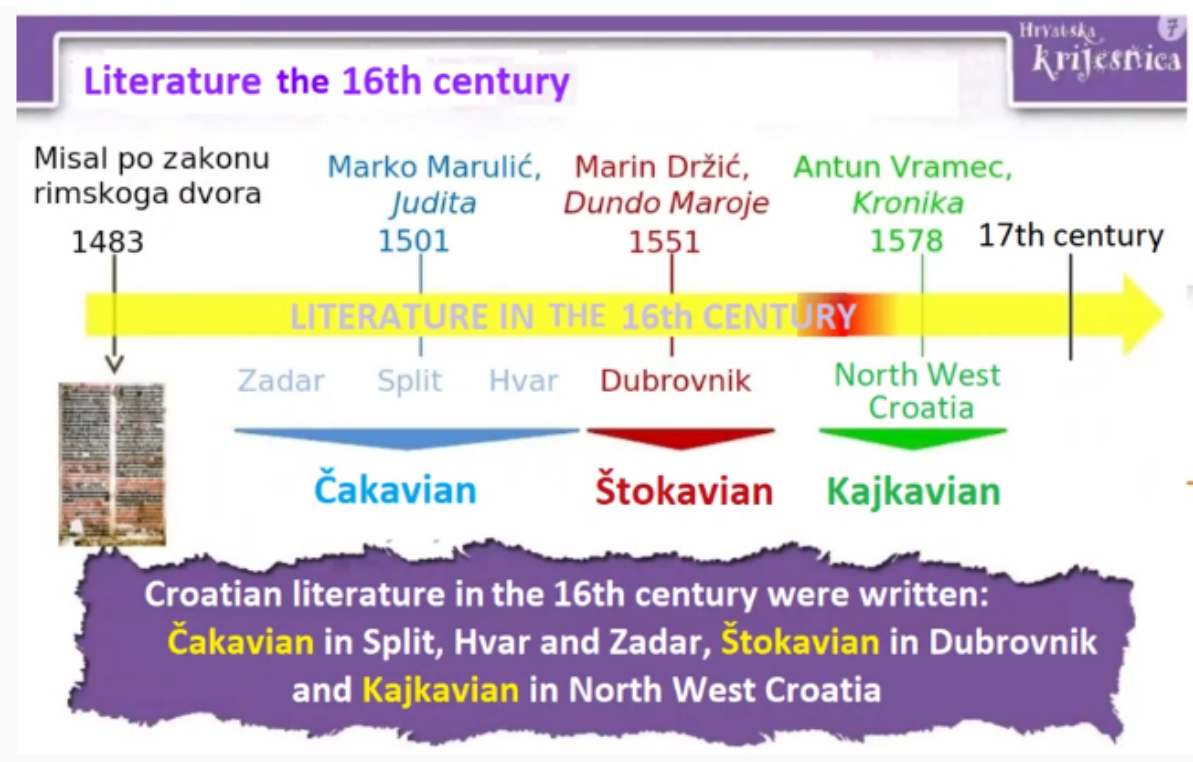 Hrvatska 7
krijesnica
Literature the 16th century
Misal po zakonu
rimskoga dvora
1483
Marko Marulić,
Judita
1501
Marin Držić,
Dundo Maroje
1551
Antun Vramec,
Kronika
1578
17th century
LITERATURE IN THE 16th CENTURY
Zadar Split Hvar
Dubrovnik
North West
Croatia
Čakavian
Štokavian
Kajkavian
Croatian literature in the 16th century were written:
Čakavian in Split, Hvar and Zadar, Štokavian in Dubrovnik
and Kajkavian in North West Croatia